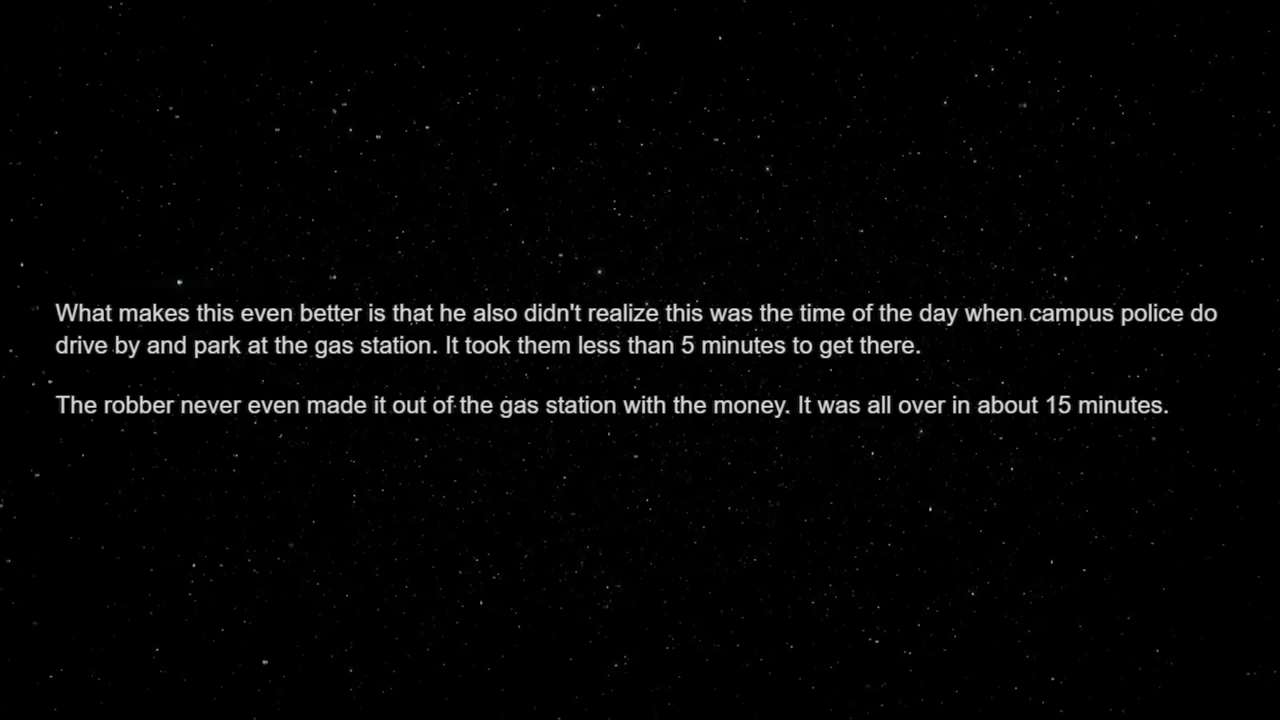 What makes this even better is that he also didn't realize this was the time of the day when campus police do
drive by and park at the gas station. It took them less than 5 minutes to get there.
The robber never even made it out of the gas station with the money. It was all over in about 15 minutes.